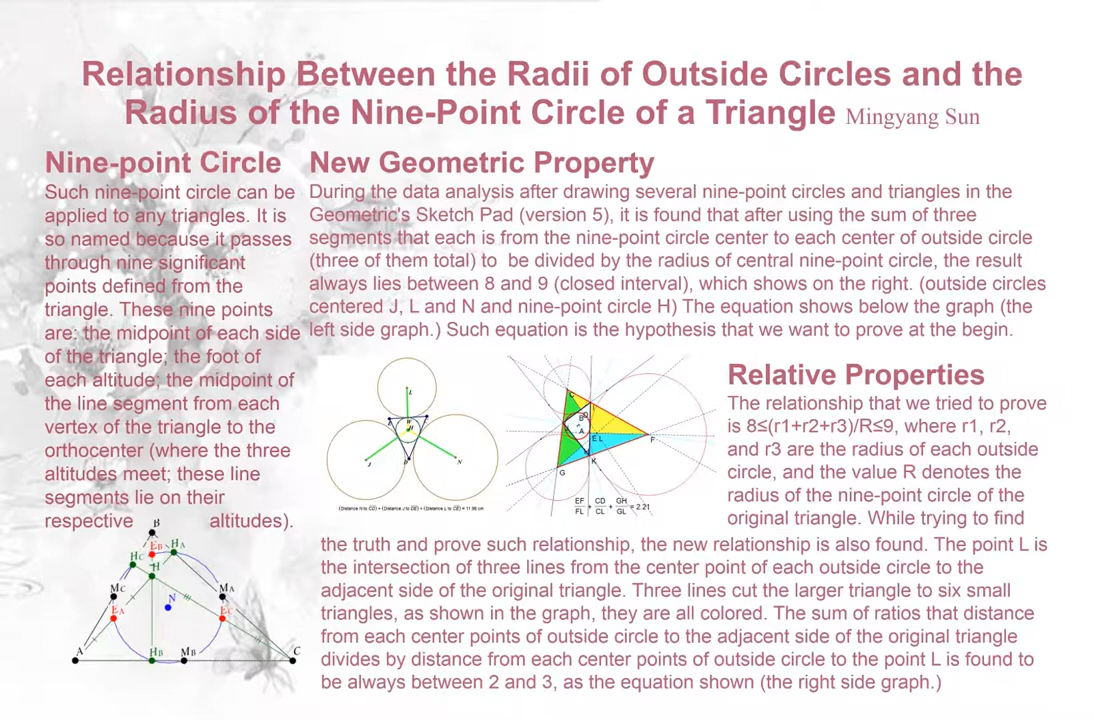 Relationship Between the Radii of Outside Circles and the
Radius of the Nine-Point Circle of a Triangle Mingyang Sun
Nine-point Circle
Such nine-point circle can be
applied to any triangles. It is
so named because it passes
through nine significant
points defined from the
triangle. These nine points
are: the midpoint of each side
of the triangle; the foot of
each altitude; the midpoint of
the line segment from each
vertex of the triangle to the
orthocenter (where the three
altitudes meet; these line
segments lie on their
respective altitudes).
B
HC EB HA
H
MC MA
EA N EC
A HB MB C
New Geometric Property
During the data analysis after drawing several nine-point circles and triangles in the
Geometric's Sketch Pad (version 5), it is found that after using the sum of three
segments that each is from the nine-point circle center to each center of outside circle
(three of them total) to be divided by the radius of central nine-point circle, the result
always lies between 8 and 9 (closed interval), which shows on the right. (outside circles
centered J, L and N and nine-point circle H) The equation shows below the graph (the
left side graph.) Such equation is the hypothesis that we want to prove at the begin.
L
J N
C
B D
A
E L F
G K
EF/FL + CD/CL + GH/GL = 2.21
Relative Properties
The relationship that we tried to prove
is 8≤(r1+r2+r3)/R≤9, where r1, r2,
and r3 are the radius of each outside
circle, and the value R denotes the
radius of the nine-point circle of the
original triangle. While trying to find
the truth and prove such relationship, the new relationship is also found. The point L is
the intersection of three lines from the center point of each outside circle to the
adjacent side of the original triangle. Three lines cut the larger triangle to six small
triangles, as shown in the graph, they are all colored. The sum of ratios that distance
from each center points of outside circle to the adjacent side of the original triangle
divides by distance from each center points of outside circle to the point L is found to
be always between 2 and 3, as the equation shown (the right side graph.)